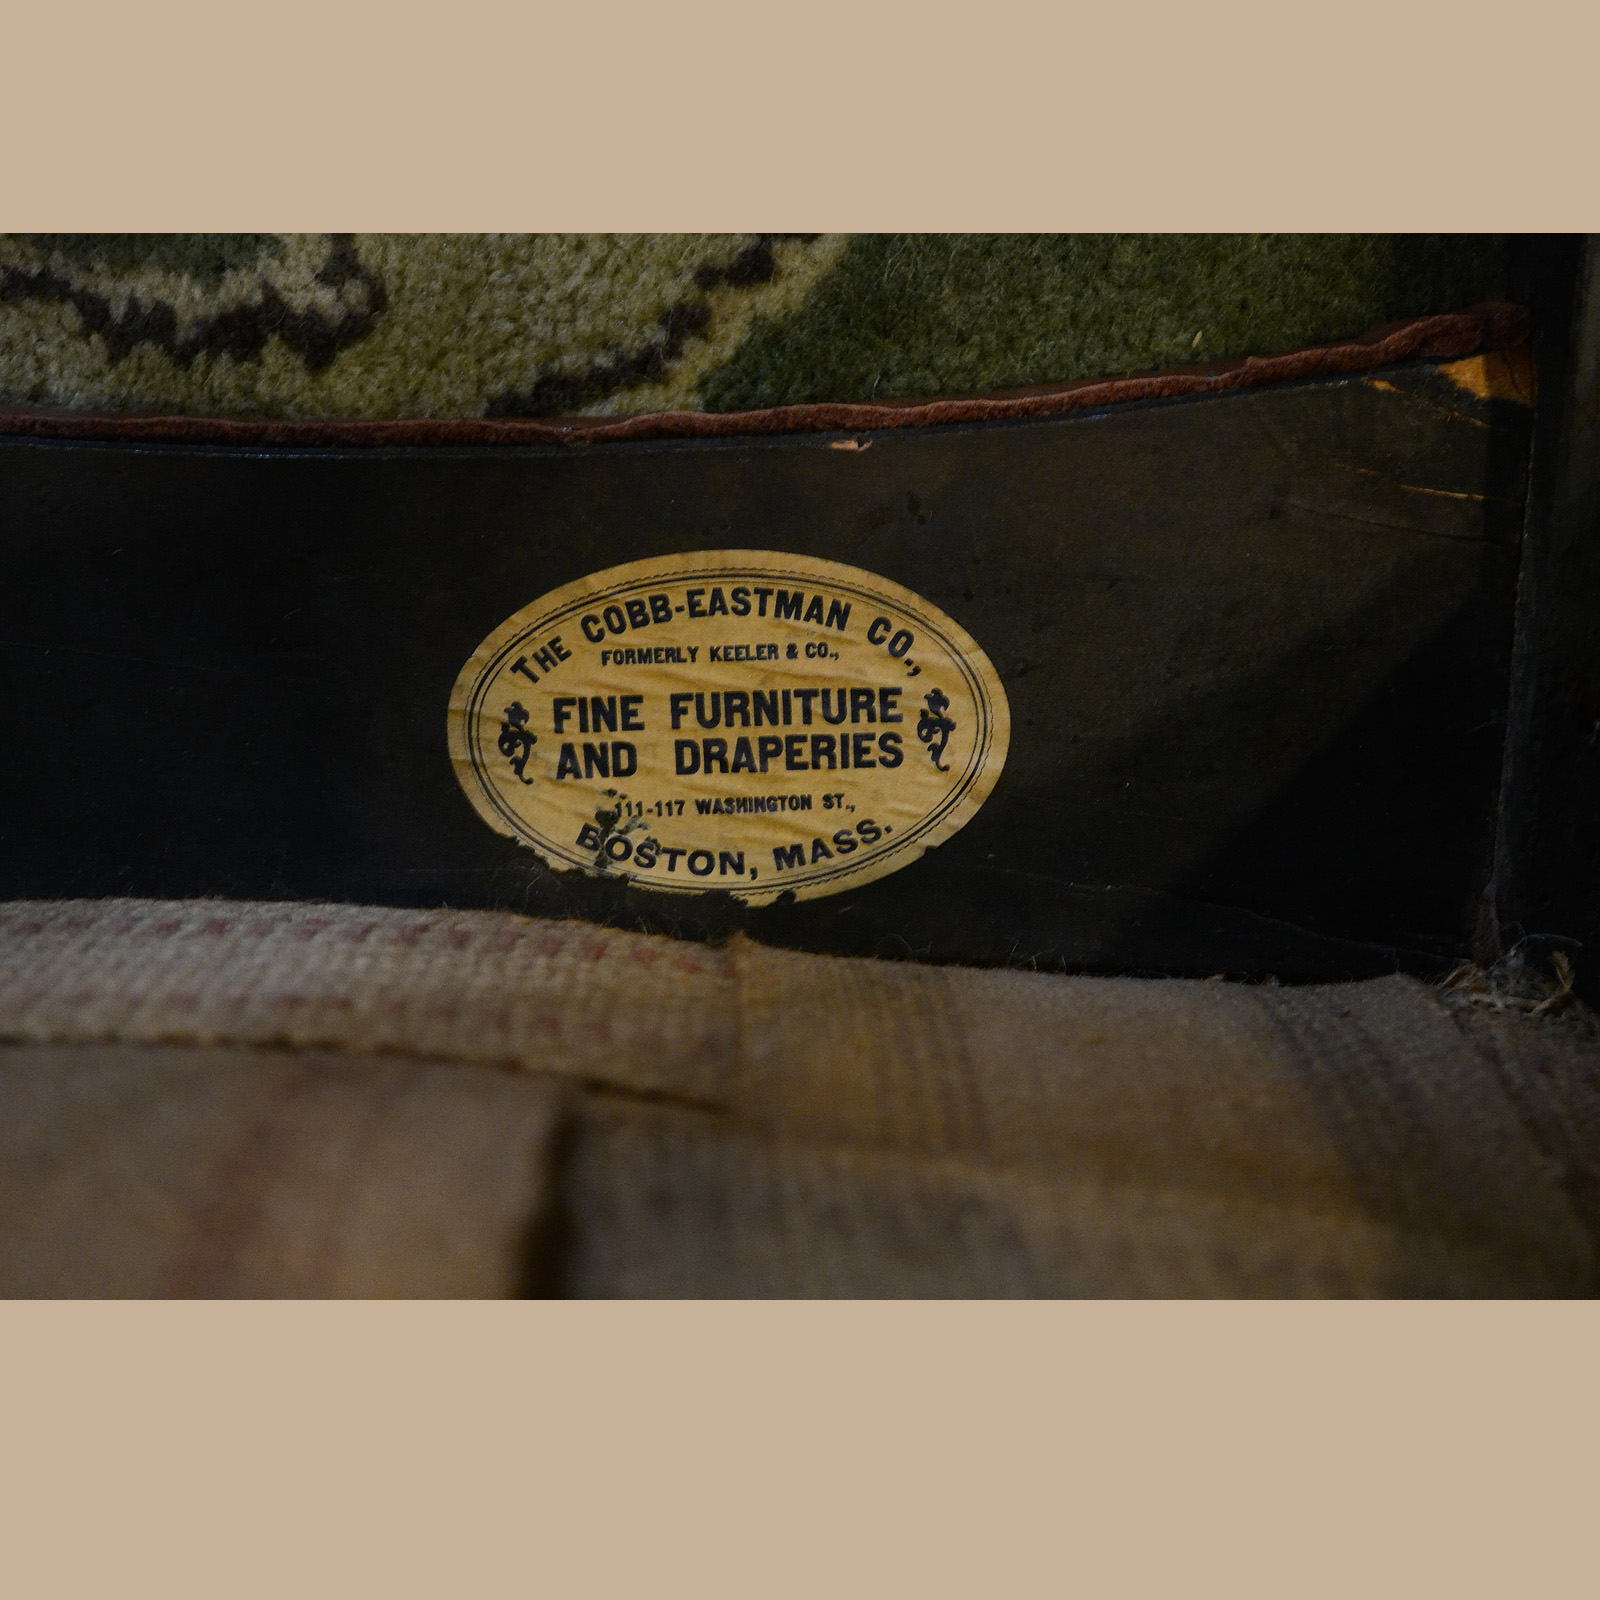 THE COBB-EASTMAN CO.,
FORMERLY KEELER & CO.,
FINE FURNITURE
AND DRAPERIES
111-117 WASHINGTON ST.,
BOSTON, MASS.